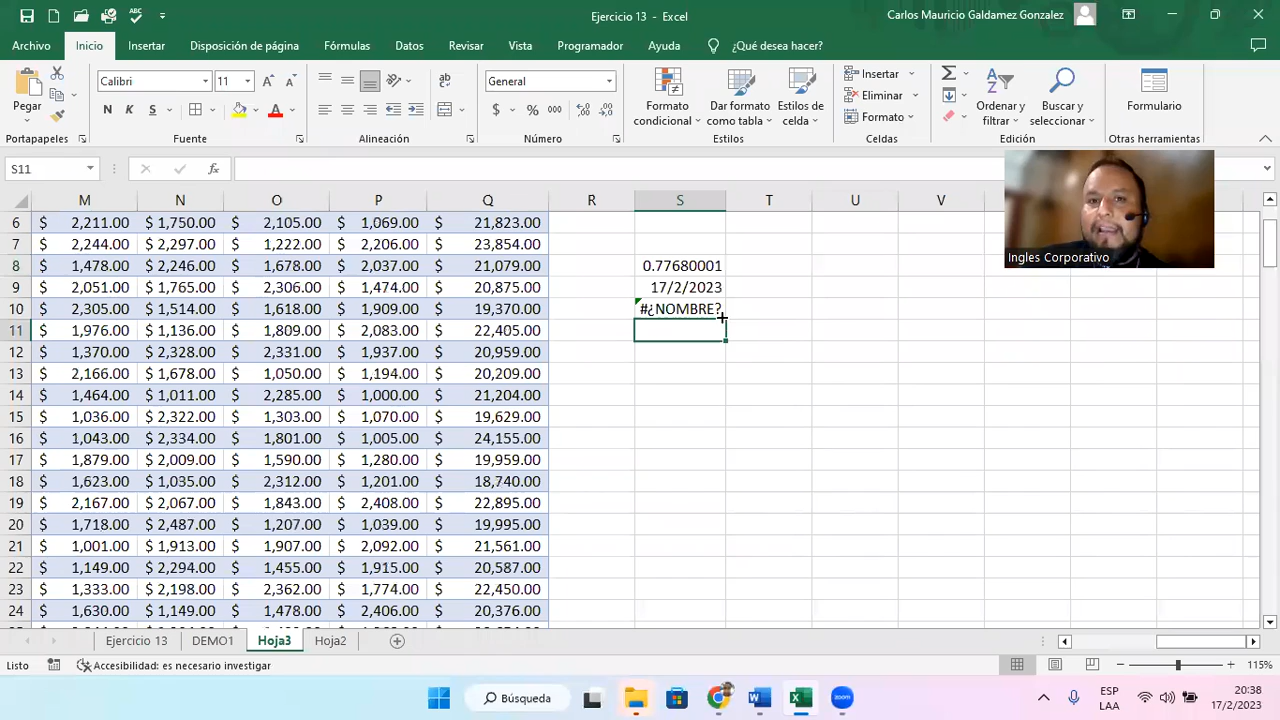 Ejercicio 13 - Excel
Carlos Mauricio Galdamez Gonzalez
Archivo Inicio Insertar Disposición de página Fórmulas Datos Revisar Vista Programador Ayuda ¿Qué desea hacer?
Pegar
Calibri 11
N K S
General
$ % 000
Formato condicional
Dar formato como tabla
Estilos de celda
Insertar
Eliminar
Formato
Ordenar y filtrar
Buscar y seleccionar
Formulario
Portapapeles Fuente Alineación Número Estilos Celdas Edición Otras herramientas
S11 fx
M N O P Q R S T U V
6 $ 2,211.00 $ 1,750.00 $ 2,105.00 $ 1,069.00 $ 21,823.00
7 $ 2,244.00 $ 2,297.00 $ 1,222.00 $ 2,206.00 $ 23,854.00
8 $ 1,478.00 $ 2,246.00 $ 1,678.00 $ 2,037.00 $ 21,079.00 0.77680001
9 $ 2,051.00 $ 1,765.00 $ 2,306.00 $ 1,474.00 $ 20,875.00 17/2/2023
10 $ 2,305.00 $ 1,514.00 $ 1,618.00 $ 1,909.00 $ 19,370.00 #¿NOMBRE?
11 $ 1,976.00 $ 1,136.00 $ 1,809.00 $ 2,083.00 $ 22,405.00
12 $ 1,370.00 $ 2,328.00 $ 2,331.00 $ 1,937.00 $ 20,959.00
13 $ 2,166.00 $ 1,678.00 $ 1,050.00 $ 1,194.00 $ 20,209.00
14 $ 1,464.00 $ 1,011.00 $ 2,285.00 $ 1,000.00 $ 21,204.00
15 $ 1,036.00 $ 2,322.00 $ 1,303.00 $ 1,070.00 $ 19,629.00
16 $ 1,043.00 $ 2,334.00 $ 1,801.00 $ 1,005.00 $ 24,155.00
17 $ 1,879.00 $ 2,009.00 $ 1,590.00 $ 1,280.00 $ 19,959.00
18 $ 1,623.00 $ 1,035.00 $ 2,312.00 $ 1,201.00 $ 18,740.00
19 $ 2,167.00 $ 2,067.00 $ 1,843.00 $ 2,408.00 $ 22,895.00
20 $ 1,718.00 $ 2,487.00 $ 1,207.00 $ 1,039.00 $ 19,995.00
21 $ 1,001.00 $ 1,913.00 $ 1,907.00 $ 2,092.00 $ 21,561.00
22 $ 1,149.00 $ 2,294.00 $ 1,455.00 $ 1,915.00 $ 20,587.00
23 $ 1,333.00 $ 2,198.00 $ 2,362.00 $ 1,774.00 $ 22,450.00
24 $ 1,630.00 $ 1,149.00 $ 1,478.00 $ 2,406.00 $ 20,376.00
Ingles Corporativo
Ejercicio 13 DEMO1 Hoja3 Hoja2
Listo Accesibilidad: es necesario investigar 115%
Búsqueda
zoom
ESP
LAA
20:38
17/2/2023